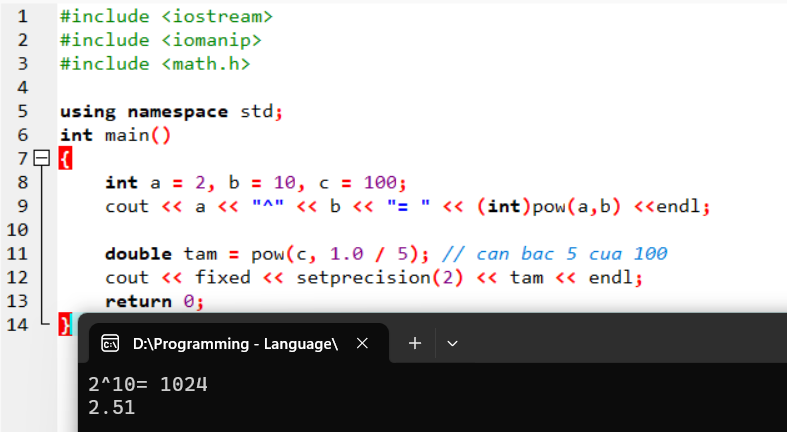 1 #include <iostream>
2 #include <iomanip>
3 #include <math.h>
4
5 using namespace std;
6 int main()
7 {
8 int a = 2, b = 10, c = 100;
9 cout << a << "^" << b << "= " << (int)pow(a,b) <<endl;
10
11 double tam = pow(c, 1.0 / 5); // can bac 5 cua 100
12 cout << fixed << setprecision(2) << tam << endl;
13 return 0;
14 }
D:\Programming - Language\
2^10= 1024
2.51